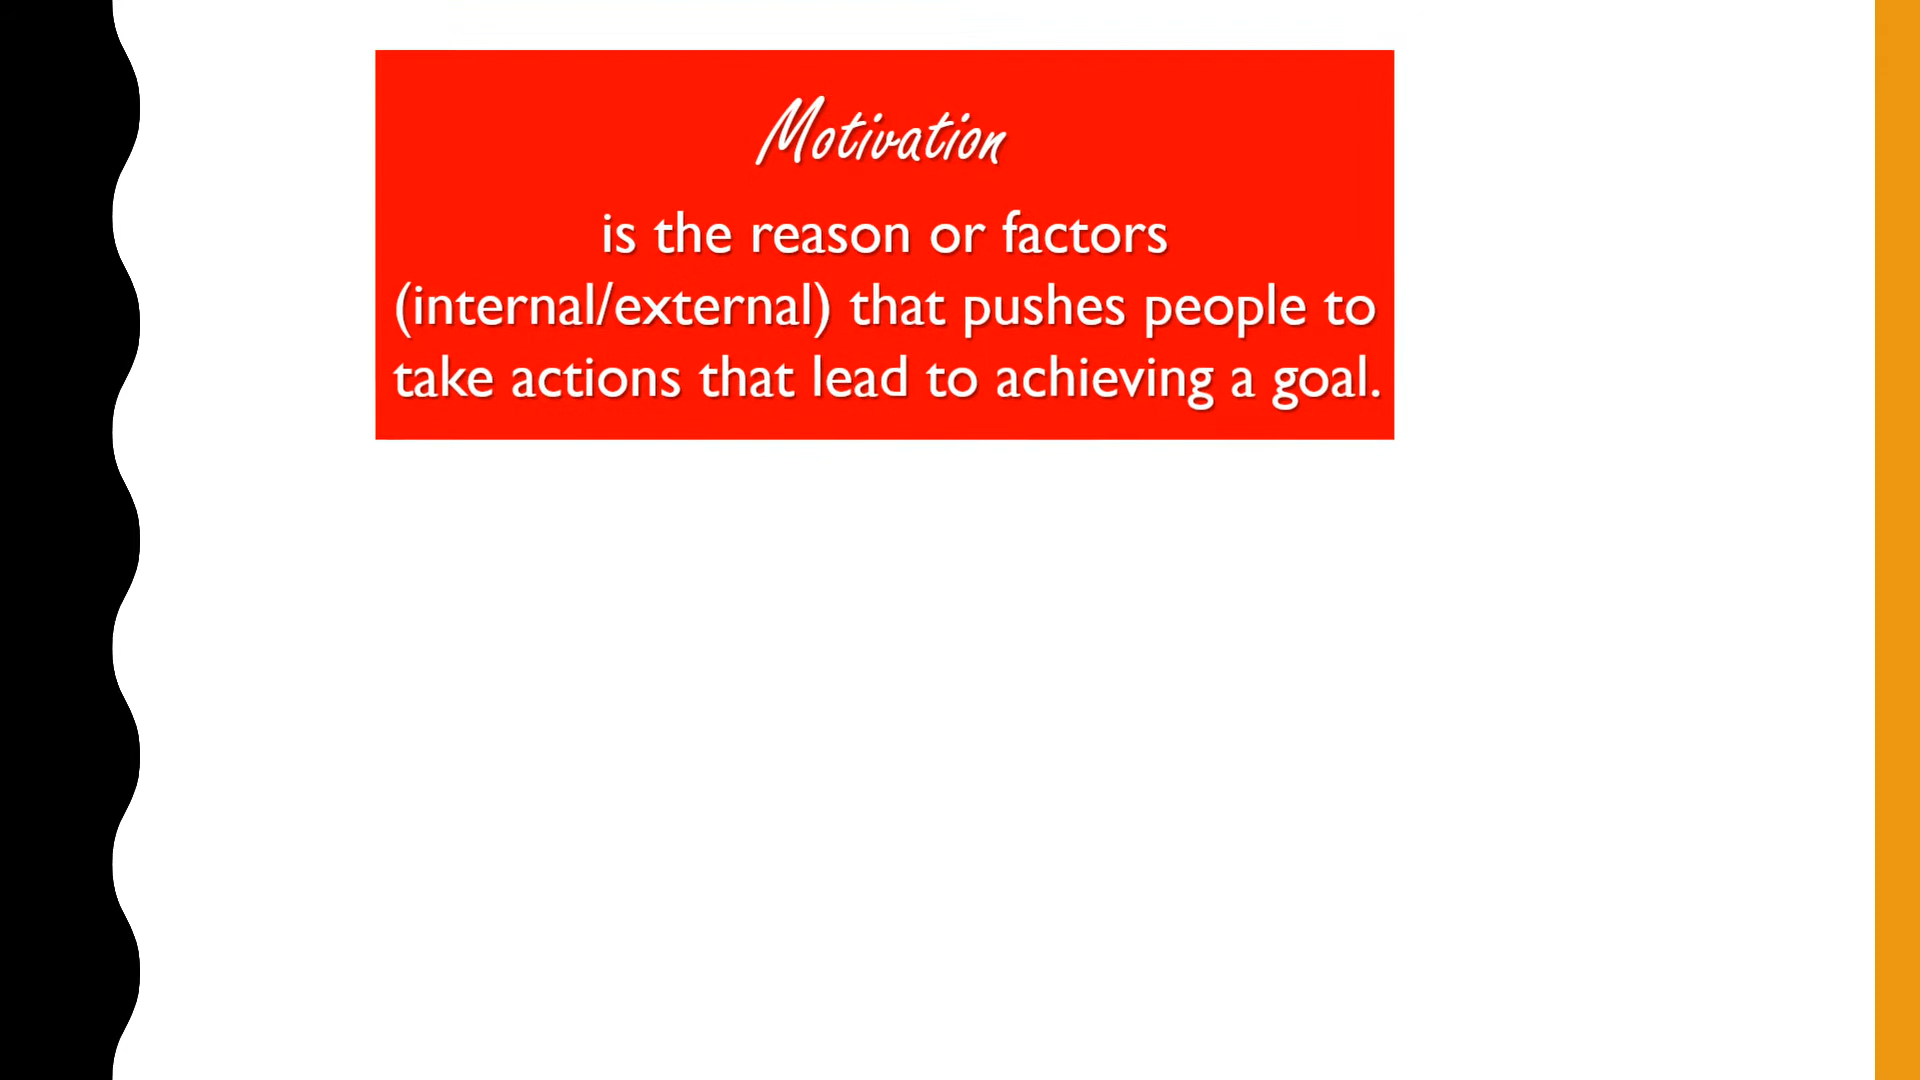 Motivation
is the reason or factors
(internal/external) that pushes people to
take actions that lead to achieving a goal.